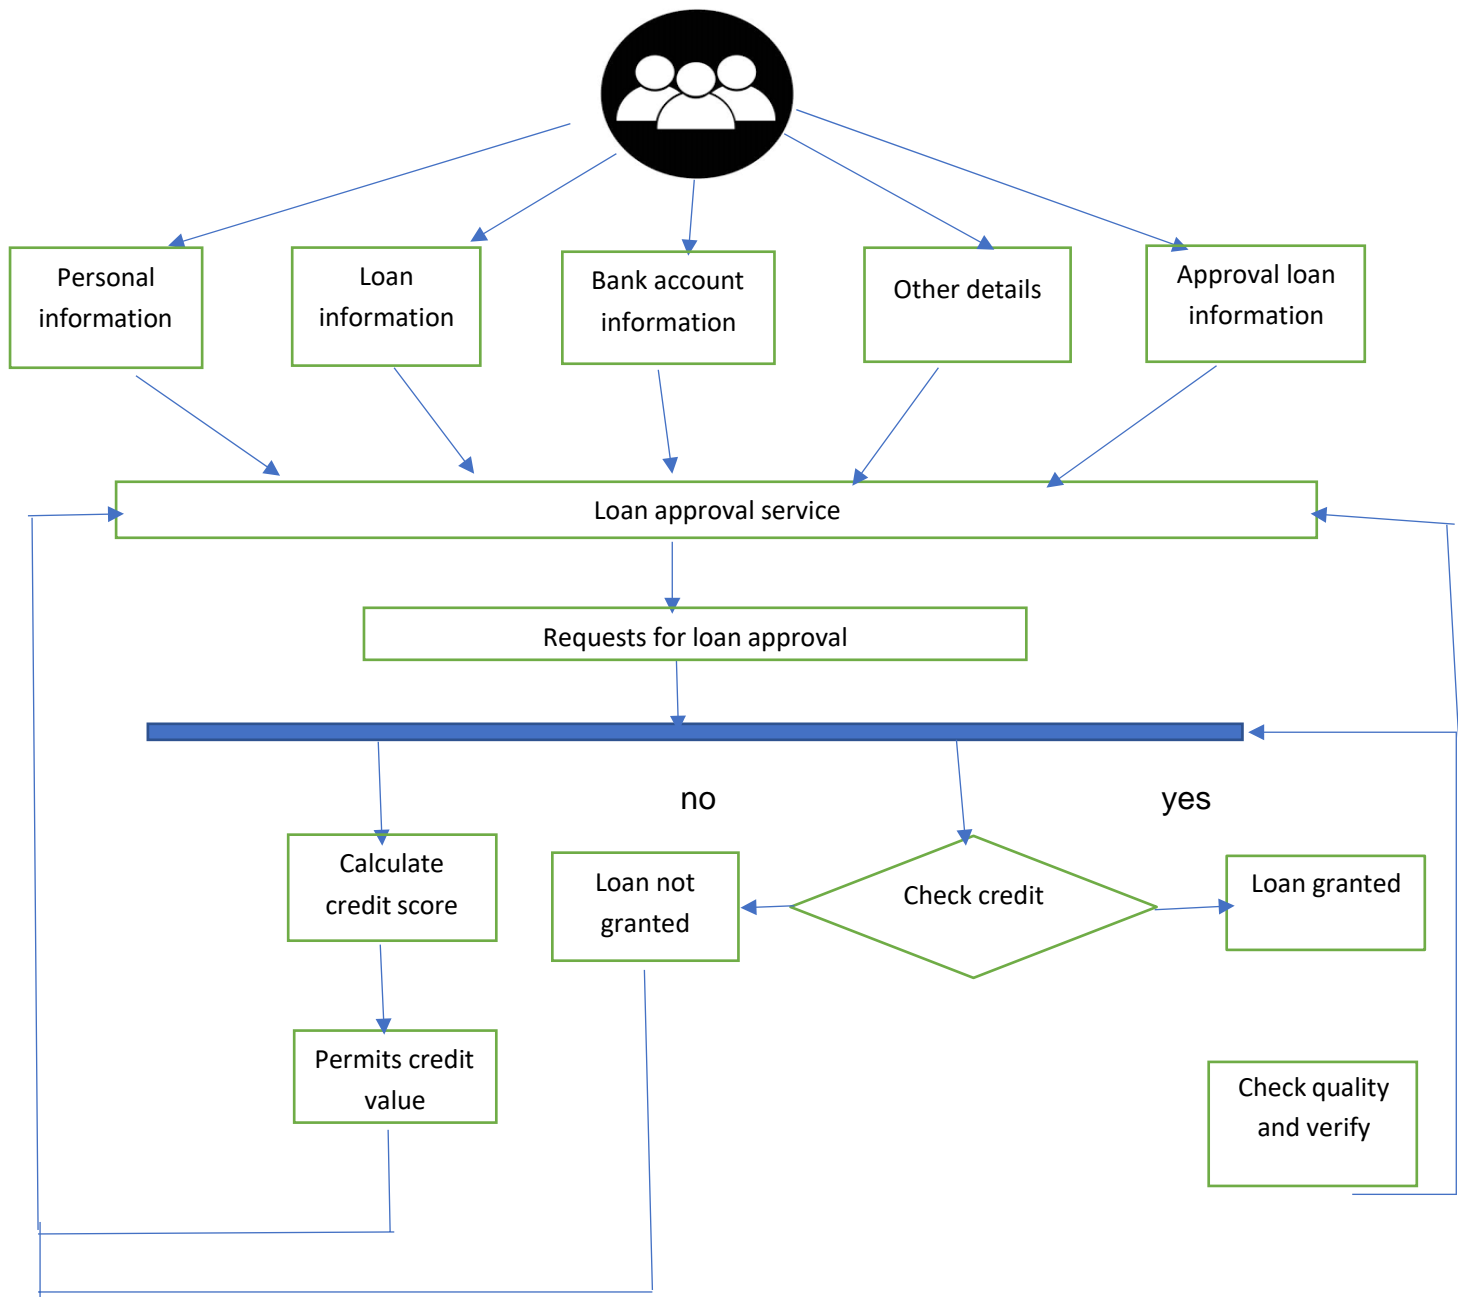 Personal
information
Loan
information
Bank account
information
Other details
Approval loan
information
Loan approval service
Requests for loan approval
no
yes
Calculate
credit score
Loan not
granted
Check credit
Loan granted
Permits credit
value
Check quality
and verify